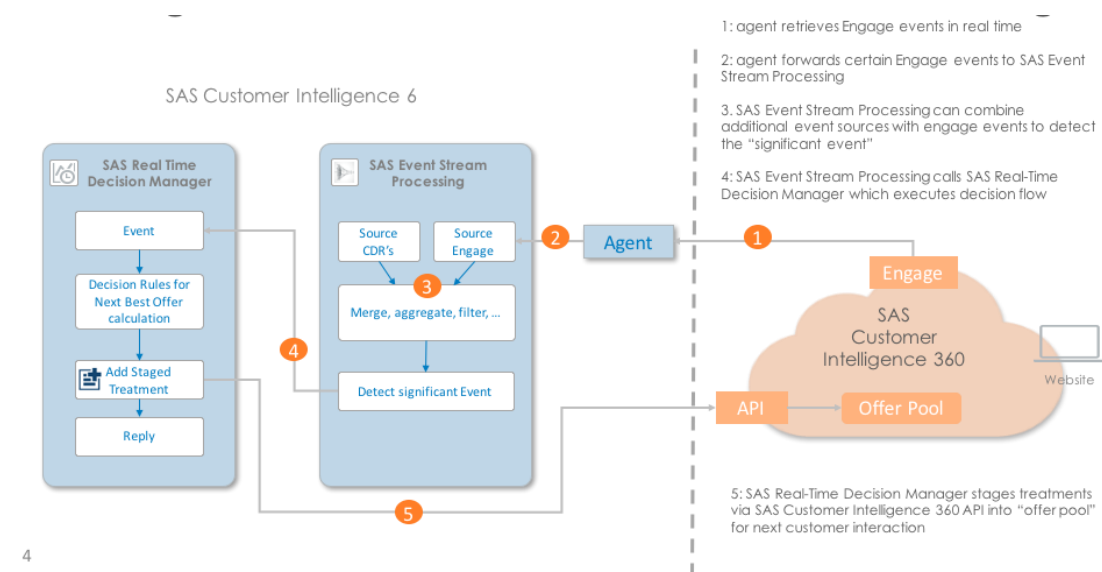 1: agent retrieves Engage events in real time
2: agent forwards certain Engage events to SAS Event
Stream Processing
3. SAS Event Stream Processing can combine
additional event sources with engage events to detect
the “significant event”
4: SAS Event Stream Processing calls SAS Real-Time
Decision Manager which executes decision flow
SAS Customer Intelligence 6
SAS Real Time
Decision Manager
Event
Decision Rules for
Next Best Offer
calculation
Add Staged
Treatment
Reply
SAS Event Stream
Processing
Source
CDR's
Source
Engage
3
Merge, aggregate, filter, ...
Detect significant Event
4
2
Agent
1
Engage
SAS
Customer
Intelligence 360
Website
API
Offer Pool
5
5: SAS Real-Time Decision Manager stages treatments
via SAS Customer Intelligence 360 API into “offer pool”
for next customer interaction
4